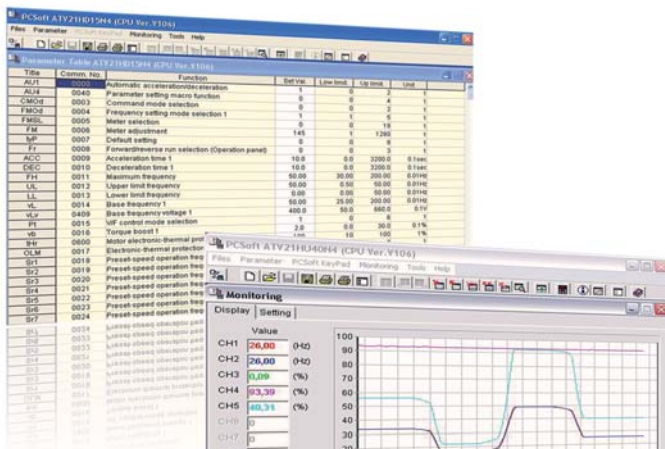 PCSoft ATV21HD15N4 (CPU Ver.V106)
Files Parameter PCSoft KeyPad Monitoring Tools Help
Parameter Table ATV21HD15N4 (CPU Ver.V106)
Title Comm. No. Function Set Val. Low limit. Up limit. Unit
AU1 0000 Automatic acceleration/deceleration 1 0 2 1
AU4 0040 Parameter setting macro function 0 0 4 1
CMOd 0003 Command mode selection 0 0 2 1
FMOd 0004 Frequency setting mode selection 1 1 1 5 1
FMSL 0005 Meter selection 0 0 18 1
FM 0006 Meter adjustment 145 1 1280 1
tyP 0007 Default setting 0 0 8 1
Fr 0008 Forward/reverse run selection (Operation panel) 0 0 3 1
ACC 0009 Acceleration time 1 10.0 0.0 3200.0 0.1sec
DEC 0010 Deceleration time 1 10.0 0.0 3200.0 0.1sec
FH 0011 Maximum frequency 50.00 30.00 200.00 0.01Hz
UL 0012 Upper limit frequency 50.00 0.50 50.00 0.01Hz
LL 0013 Lower limit frequency 0.00 0.00 50.00 0.01Hz
vL 0014 Base frequency 1 50.00 25.00 200.00 0.01Hz
vLv 0409 Base frequency voltage 1 400.0 50.0 660.0 0.1V
Pt 0015 V/F control mode selection 1 0 6 1
vb 0016 Torque boost 1 2.0 0.0 30.0 0.1%
tHr 0600 Motor electronic-thermal protec 100 10 100 1%
OLM 0017 Electronic-thermal protection
Sr1 0018 Preset-speed operation freq
Sr2 0019 Preset-speed operation freq
Sr3 0020 Preset-speed operation freq
Sr4 0021 Preset-speed operation freq
Sr5 0022 Preset-speed operation freq
Sr6 0023 Preset-speed operation freq
Sr7 0024 Preset-speed operation freq
PCSoft ATV21HU40N4 (CPU Ver.V106)
Files Parameter PCSoft KeyPad Monitoring Tools Help
Monitoring
Display Setting
Value
CH1 26,00 (Hz)
CH2 26,00 (Hz)
CH3 0,09 (%)
CH4 93,39 (%)
CH5 40,31 (%)
CH6 0
CH7 0
100
90
80
70
60
50
40
30
20